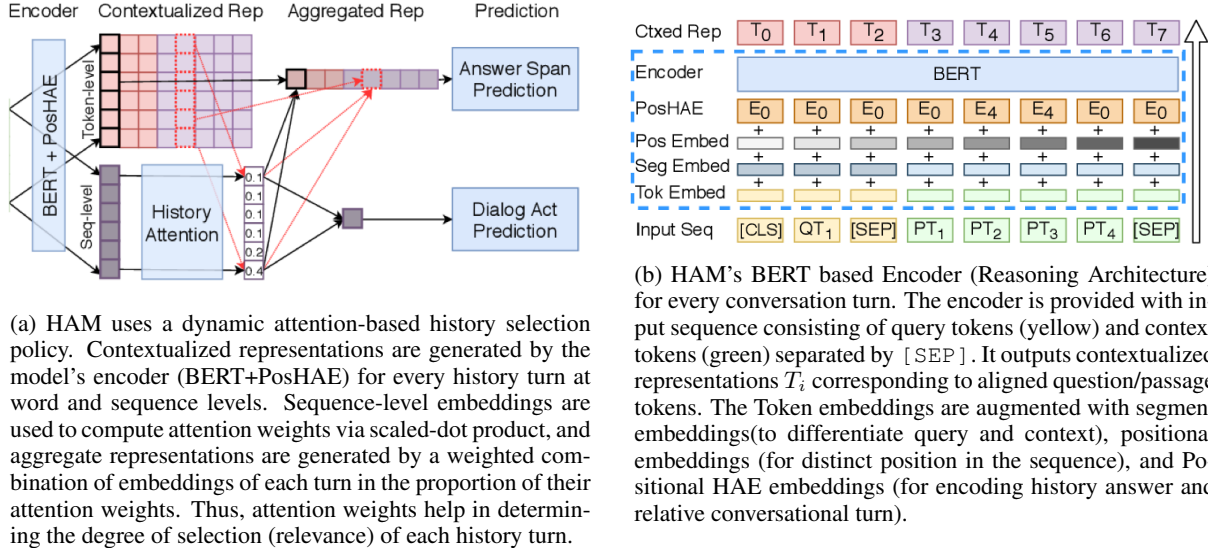 Encoder Contextualized Rep Aggregated Rep Prediction
BERT + PosHAE
Token-level
Seq-level
History
Attention
0.1
0.1
0.1
0.1
0.2
0.4
Answer Span
Prediction
Dialog Act
Prediction
(a) HAM uses a dynamic attention-based history selection
policy. Contextualized representations are generated by the
model's encoder (BERT+PosHAE) for every history turn at
word and sequence levels. Sequence-level embeddings are
used to compute attention weights via scaled-dot product, and
aggregate representations are generated by a weighted com-
bination of embeddings of each turn in the proportion of their
attention weights. Thus, attention weights help in determin-
ing the degree of selection (relevance) of each history turn.
Ctxed Rep T0 T1 T2 T3 T4 T5 T6 T7
Encoder BERT
PosHAE E0 E0 E0 E0 E4 E4 E0 E0
+ + + + + + + +
Pos Embed
+ + + + + + + +
Seg Embed
+ + + + + + + +
Tok Embed
Input Seq [CLS] QT1 [SEP] PT1 PT2 PT3 PT4 [SEP]
(b) HAM's BERT based Encoder (Reasoning Architecture)
for every conversation turn. The encoder is provided with in-
put sequence consisting of query tokens (yellow) and contex
tokens (green) separated by [SEP]. It outputs contextualized
representations Ti corresponding to aligned question/passage
tokens. The Token embeddings are augmented with segmen
embeddings(to differentiate query and context), positiona
embeddings (for distinct position in the sequence), and Po-
sitional HAE embeddings (for encoding history answer and
relative conversational turn).